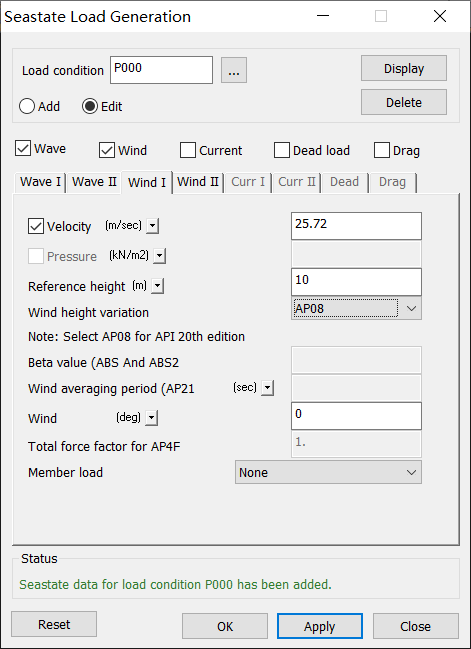 Seastate Load Generation
Load condition P000 ... Display
Add Edit Delete
Wave Wind Current Dead load Drag
Wave I Wave II Wind I Wind II Curr I Curr II Dead Drag
Velocity (m/sec) 25.72
Pressure (kN/m2)
Reference height (m) 10
Wind height variation AP08
Note: Select AP08 for API 20th edition
Beta value (ABS And ABS2
Wind averaging period (AP21 (sec)
Wind (deg) 0
Total force factor for AP4F 1.
Member load None
Status
Seastate data for load condition P000 has been added.
Reset OK Apply Close